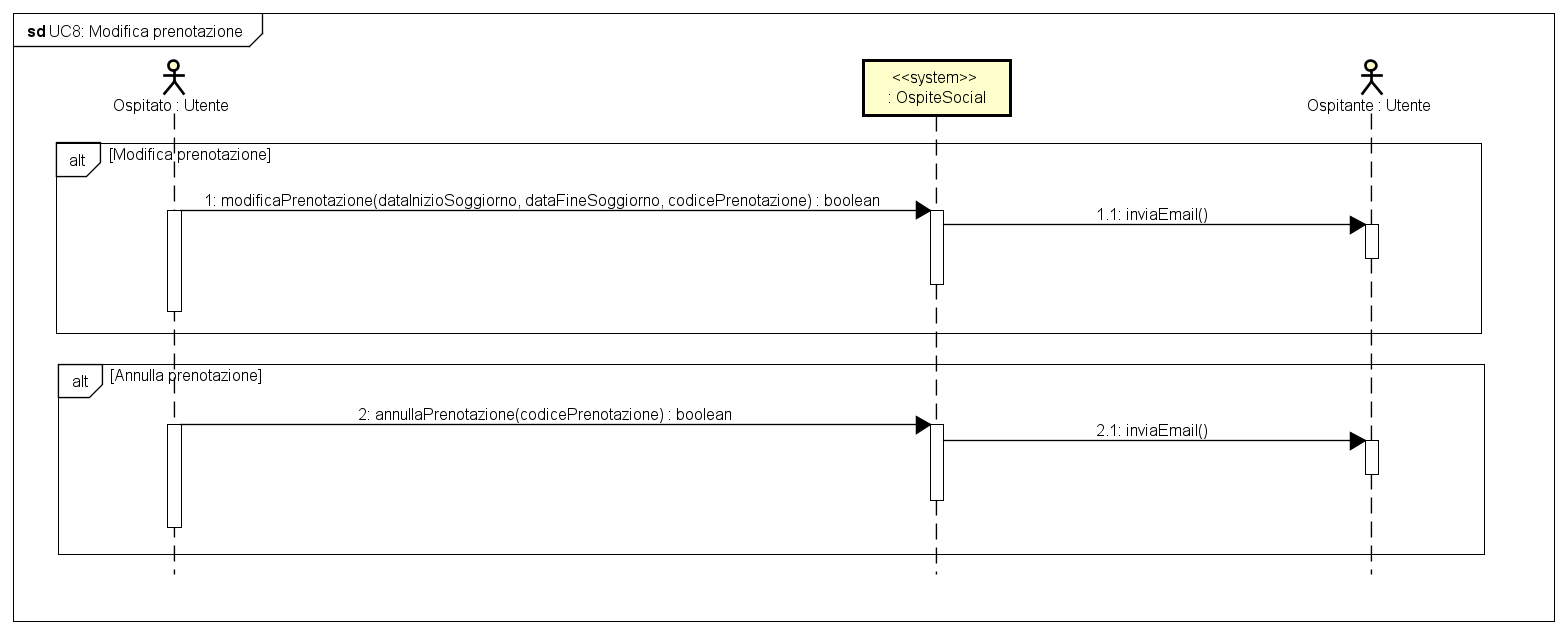 sd UC8: Modifica prenotazione
Ospitato : Utente
<<system>>
: OspiteSocial
Ospitante : Utente
alt [Modifica prenotazione]
1: modificaPrenotazione(dataInizioSoggiorno, dataFineSoggiorno, codicePrenotazione) : boolean
1.1: inviaEmail()
alt [Annulla prenotazione]
2: annullaPrenotazione(codicePrenotazione) : boolean
2.1: inviaEmail()